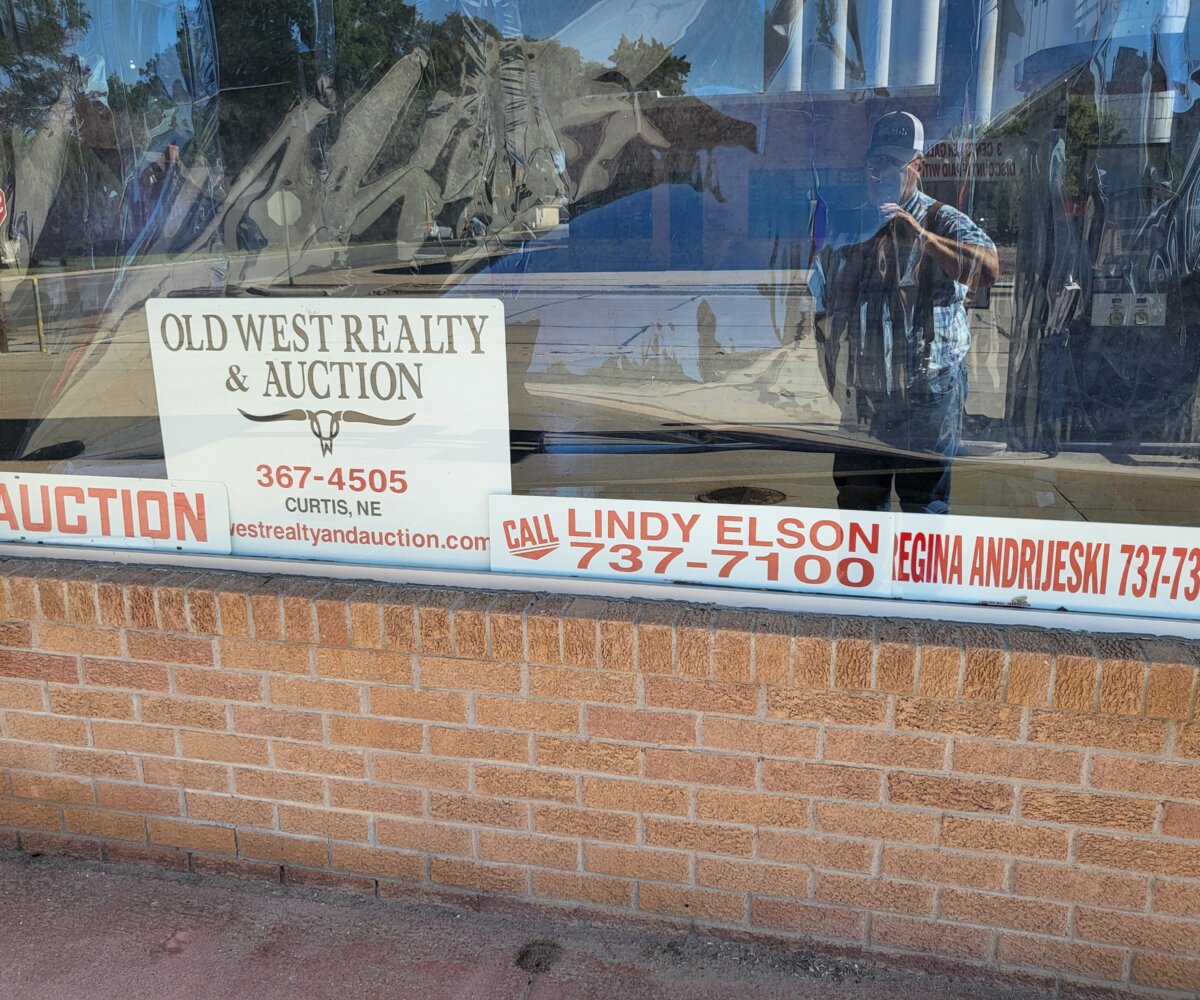 OLD WEST REALTY
& AUCTION
W
367-4505
CURTIS, NE
westrealtyandauction.com
AUCTION
CALL
LINDY ELSON
737-7100
REGINA ANDRIJESKI 737-73